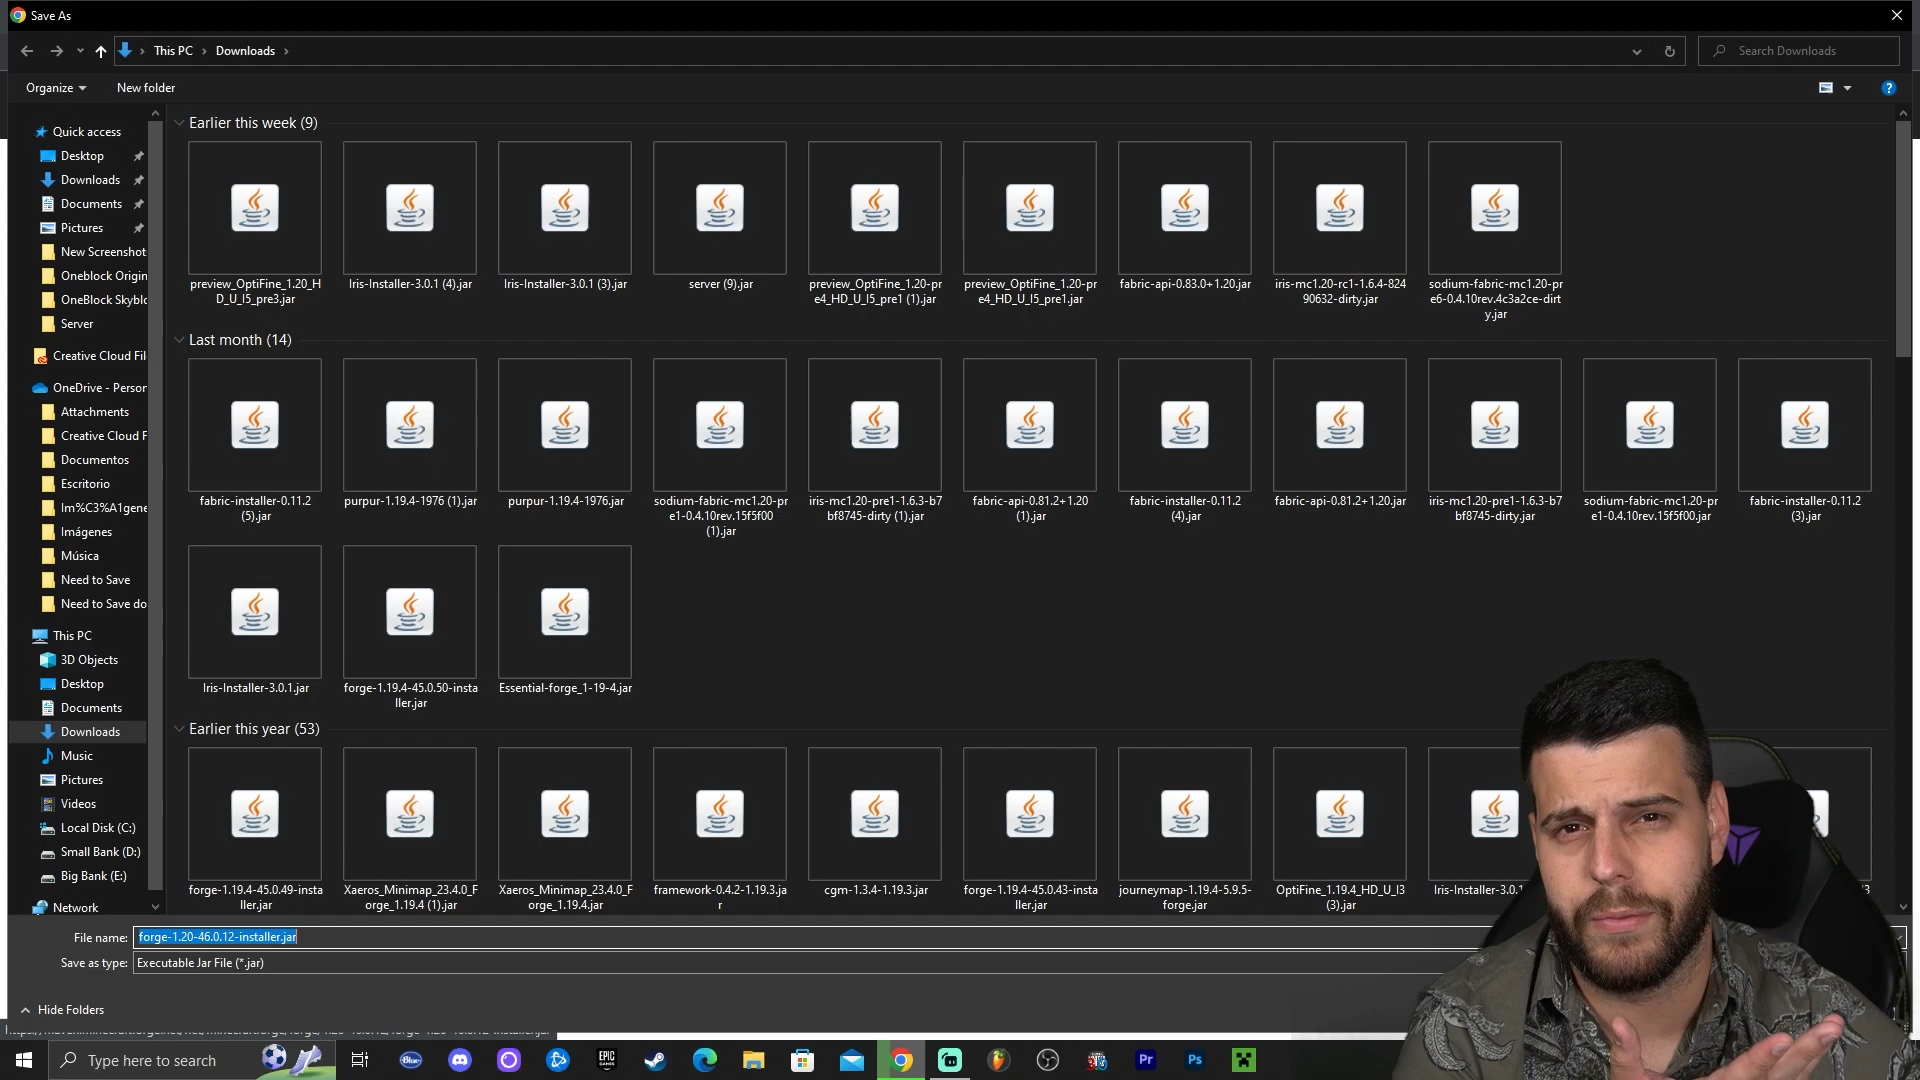 Save As
This PC
Downloads
Search Downloads
Organize
New folder
Quick access
Desktop
Downloads
Documents
Pictures
New Screenshot
Oneblock Origin
OneBlock Skyblo
Server
Creative Cloud Fil
OneDrive - Person
Attachments
Creative Cloud F
Documentos
Escritorio
Im%C3%A1gene
Imágenes
Música
Need to Save
Need to Save do
This PC
3D Objects
Desktop
Documents
Downloads
Music
Pictures
Videos
Local Disk (C:)
Small Bank (D:)
Big Bank (E:)
Network
Earlier this week (9)
preview_OptiFine_1.20_H
D_U_I5_pre3.jar
Iris-Installer-3.0.1 (4).jar
Iris-Installer-3.0.1 (3).jar
server (9).jar
preview_OptiFine_1.20-pr
e4_HD_U_I5_pre1 (1).jar
preview_OptiFine_1.20-pr
e4_HD_U_I5_pre1.jar
fabric-api-0.83.0+1.20.jar
iris-mc1.20-rc1-1.6.4-824
90632-dirty.jar
sodium-fabric-mc1.20-pr
e6-0.4.10rev.4c3a2ce-dirt
y.jar
Last month (14)
fabric-installer-0.11.2
(5).jar
purpur-1.19.4-1976 (1).jar
purpur-1.19.4-1976.jar
sodium-fabric-mc1.20-pr
e1-0.4.10rev.15f5f00
(1).jar
iris-mc1.20-pre1-1.6.3-b7
bf8745-dirty (1).jar
fabric-api-0.81.2+1.20
(1).jar
fabric-installer-0.11.2
(4).jar
fabric-api-0.81.2+1.20.jar
iris-mc1.20-pre1-1.6.3-b7
bf8745-dirty.jar
sodium-fabric-mc1.20-pr
e1-0.4.10rev.15f5f00.jar
fabric-installer-0.11.2
(3).jar
Iris-Installer-3.0.1.jar
forge-1.19.4-45.0.50-insta
ller.jar
Essential-forge_1-19-4.jar
Earlier this year (53)
forge-1.19.4-45.0.49-insta
ller.jar
Xaeros_Minimap_23.4.0_F
orge_1.19.4 (1).jar
Xaeros_Minimap_23.4.0_F
orge_1.19.4.jar
framework-0.4.2-1.19.3.ja
r
cgm-1.3.4-1.19.3.jar
forge-1.19.4-45.0.43-insta
ller.jar
journeymap-1.19.4-5.9.5-
forge.jar
OptiFine_1.19.4_HD_U_I3
(3).jar
Iris-Installer-3.0.1
File name:
forge-1.20-46.0.12-installer.jar
Save as type:
Executable Jar File (*.jar)
Hide Folders
Type here to search
Blue
EPIC
GAMES
Pr
Ps